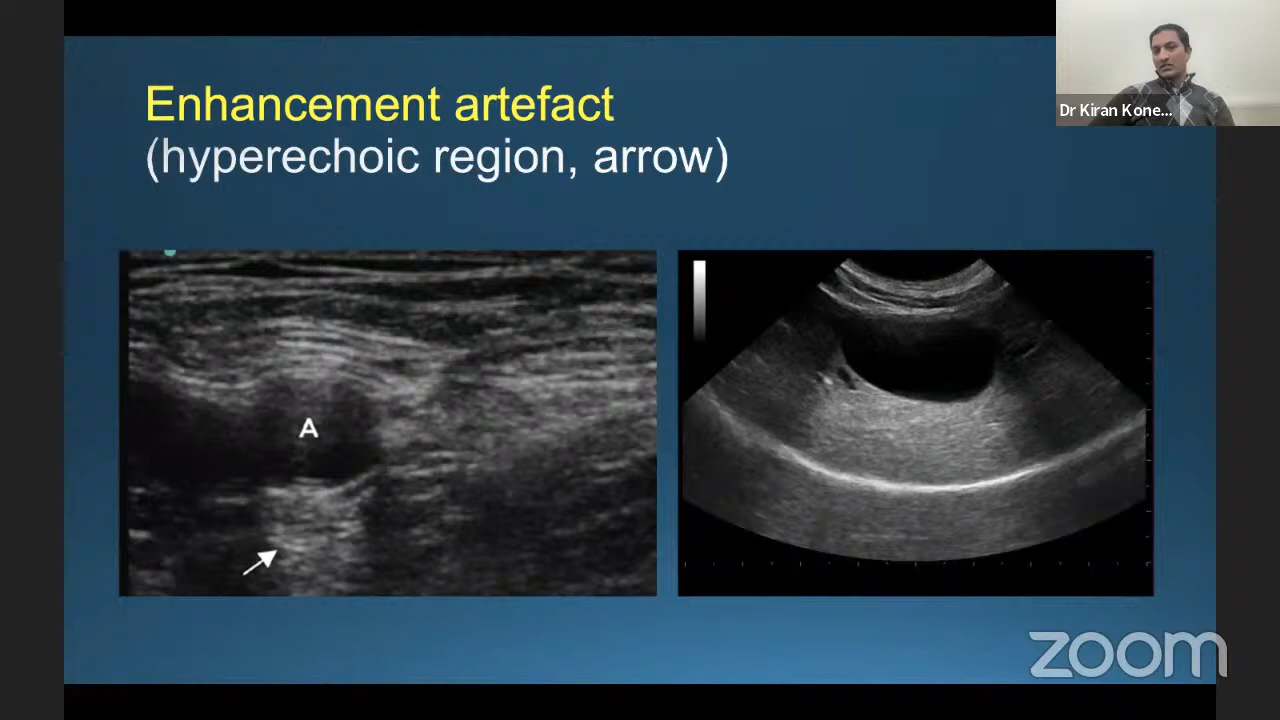 Enhancement artefact
(hyperechoic region, arrow)
Dr Kiran Kone...
A
zoom